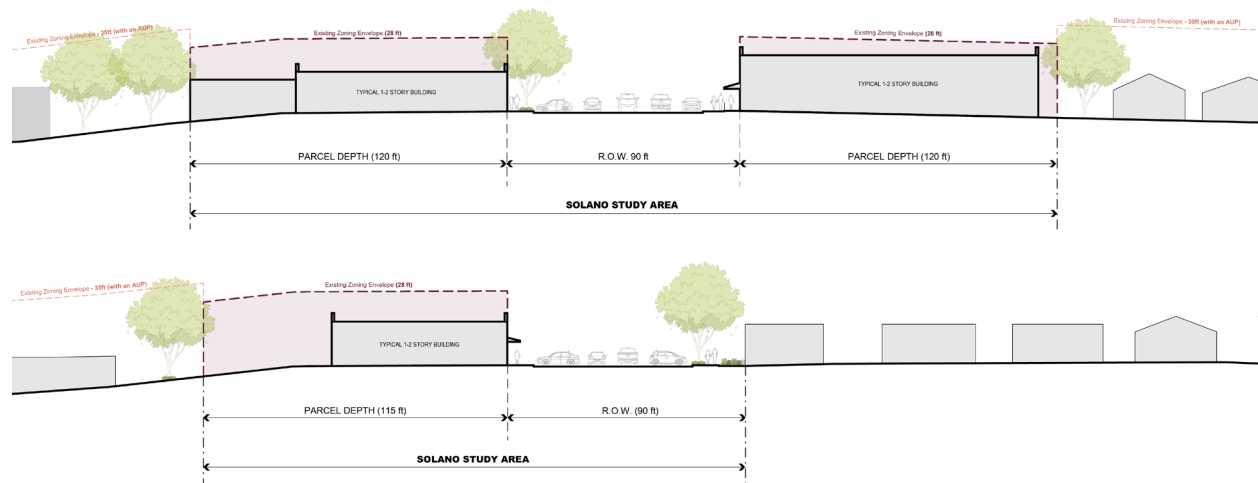 Existing Zoning Envelope - 35ft (with an AUP)
Existing Zoning Envelope (28 ft)
Existing Zoning Envelope (28 ft)
Existing Zoning Envelope - 35ft (with an AUP)
TYPICAL 1-2 STORY BUILDING
TYPICAL 1-2 STORY BUILDING
PARCEL DEPTH (120 ft)
R.O.W. 90 ft
PARCEL DEPTH (120 ft)
SOLANO STUDY AREA
Existing Zoning Envelope - 35ft (with an AUP)
Existing Zoning Envelope (28 ft)
TYPICAL 1-2 STORY BUILDING
PARCEL DEPTH (115 ft)
R.O.W. (90 ft)
SOLANO STUDY AREA